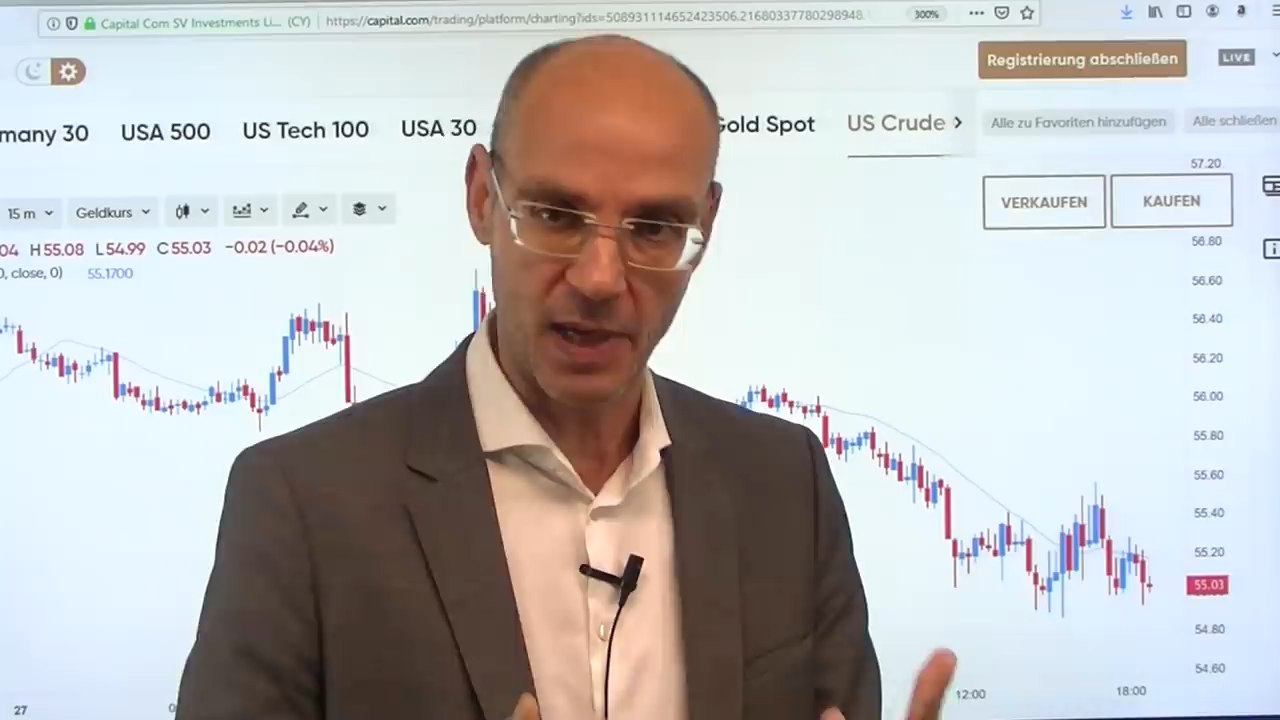 Capital Com SV Investments Li... (CY) https://capital.com/trading/platform/charting?ids=508931114652423506.21680337780298948. 300%
Registrierung abschließen LIVE
many 30 USA 500 US Tech 100 USA 30 Gold Spot US Crude Alle zu Favoriten hinzufügen Alle schließen
57.20
VERKAUFEN KAUFEN
15 m Geldkurs
56.80
04 H55.08 L54.99 C55.03 −0.02 (−0.04%)
0, close, 0) 55.1700
56.60
56.40
56.20
56.00
55.80
55.60
55.40
55.20
55.03
54.80
54.60
27 12:00 18:00